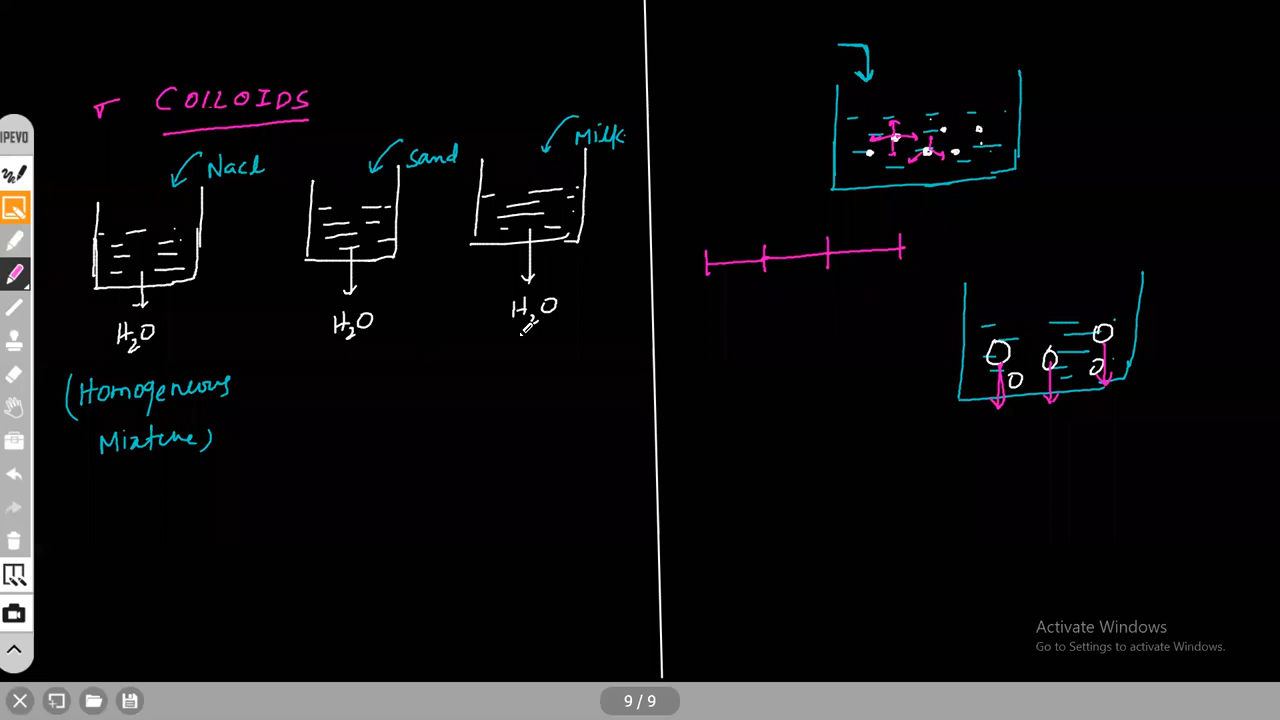 COLLOIDS
Nacl
Sand
Milk
H2O
H2O
H2O
(Homogeneous
Mixture)
IPEVO
Activate Windows
Go to Settings to activate Windows.
9 / 9